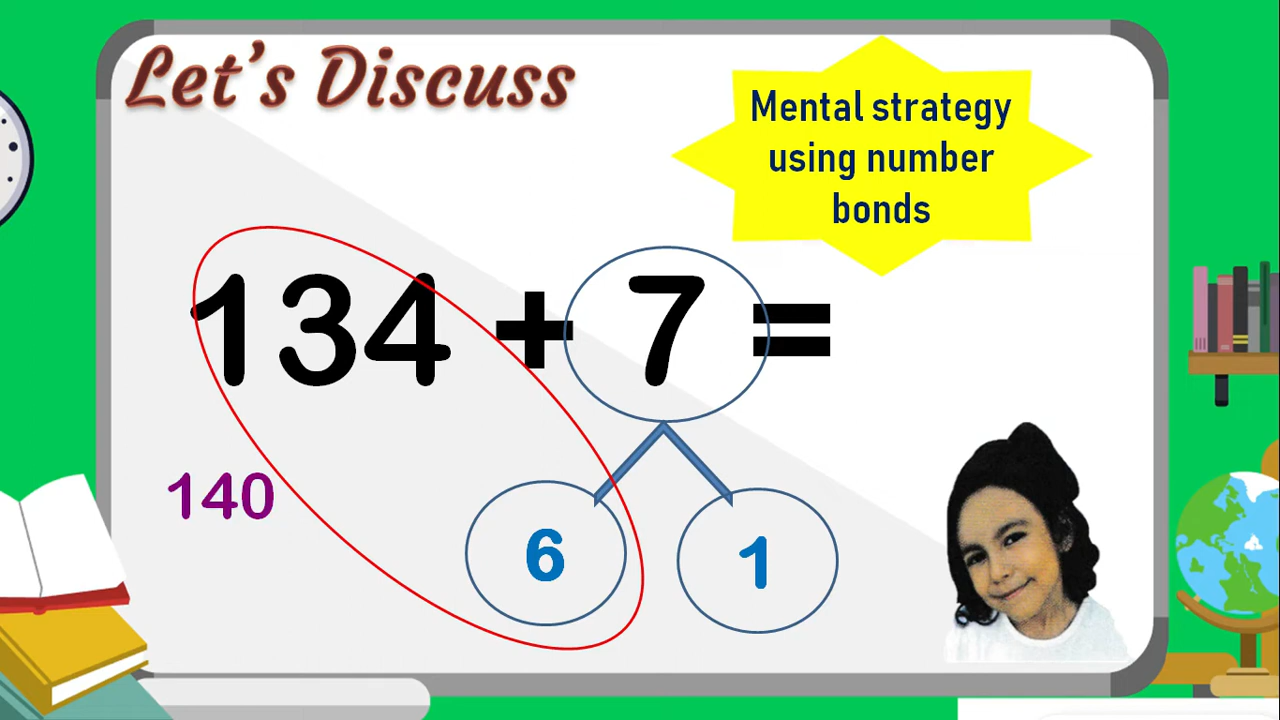 Let's Discuss
Mental strategy
using number
bonds
134 + 7 =
140
6
1